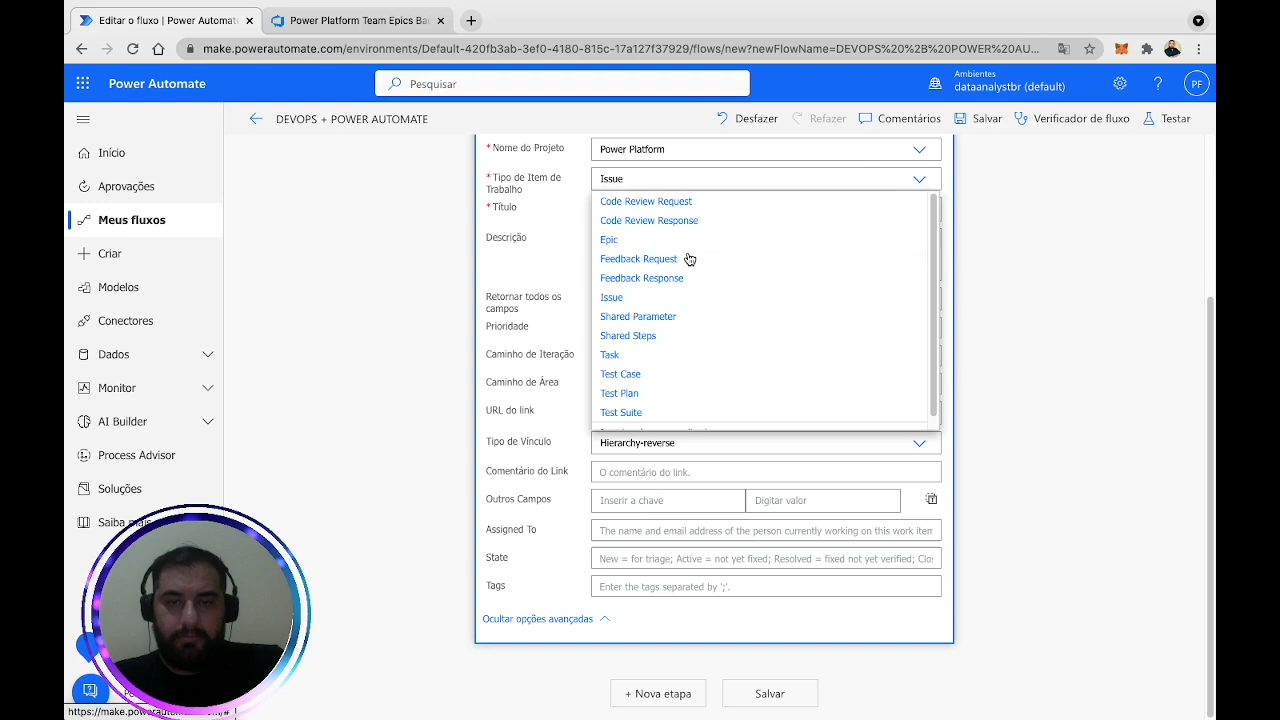 Editar o fluxo | Power Automat
Power Platform Team Epics Bac
make.powerautomate.com/environments/Default-420fb3ab-3ef0-4180-815c-17a127f37929/flows/new?newFlowName=DEVOPS%20%2B%20POWER%20AU...
Power Automate
Pesquisar
Ambientes
dataanalystbr (default)
PF
DEVOPS + POWER AUTOMATE
Desfazer
Refazer
Comentários
Salvar
Verificador de fluxo
Testar
Início
Aprovações
Meus fluxos
Criar
Modelos
Conectores
Dados
Monitor
AI Builder
Process Advisor
Soluções
Saiba mais
* Nome do Projeto
Power Platform
* Tipo de Item de
Trabalho
Issue
* Título
Code Review Request
Code Review Response
Epic
Feedback Request
Feedback Response
Issue
Shared Parameter
Shared Steps
Task
Test Case
Test Plan
Test Suite
Descrição
Retornar todos os
campos
Prioridade
Caminho de Iteração
Caminho de Área
URL do link
Tipo de Vínculo
Hierarchy-reverse
Comentário do Link
O comentário do link.
Outros Campos
Inserir a chave
Digitar valor
Assigned To
The name and email address of the person currently working on this work item
State
New = for triage; Active = not yet fixed; Resolved = fixed not yet verified; Clos
Tags
Enter the tags separated by ';'.
Ocultar opções avançadas
+ Nova etapa
Salvar